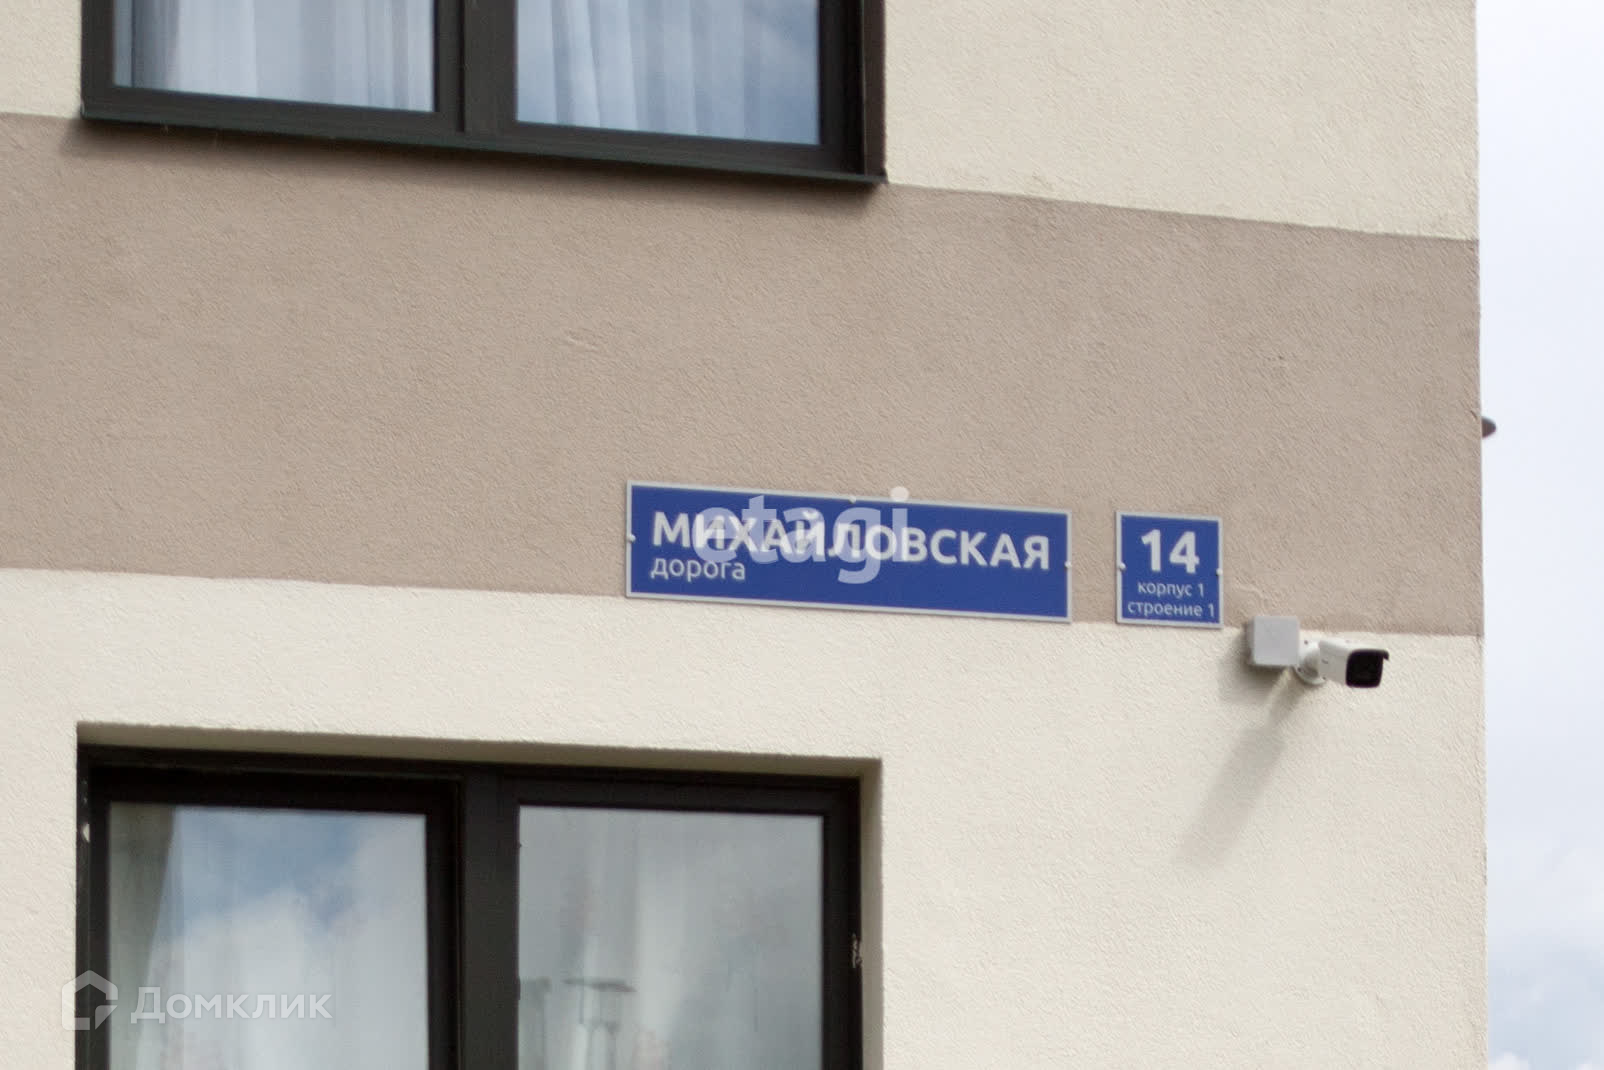 МИХАЙЛОВСКАЯ
дорога
14
корпус 1
строение 1
etagi
Домклик